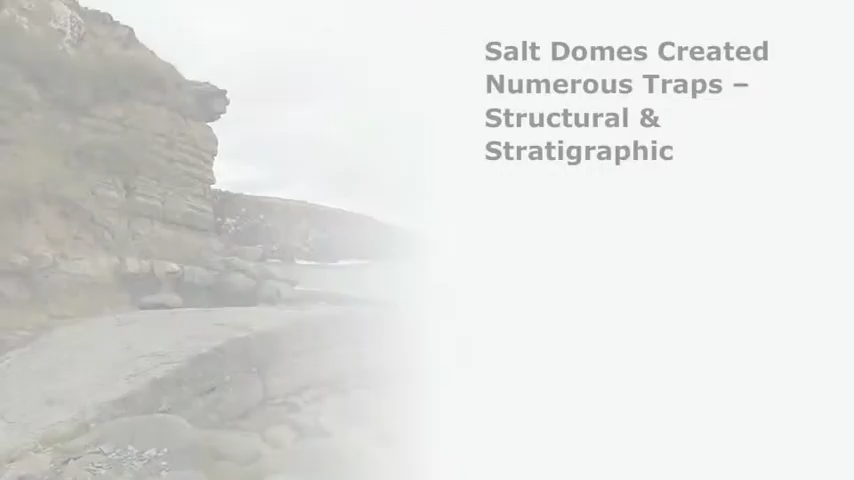 Salt Domes Created
Numerous Traps –
Structural &
Stratigraphic